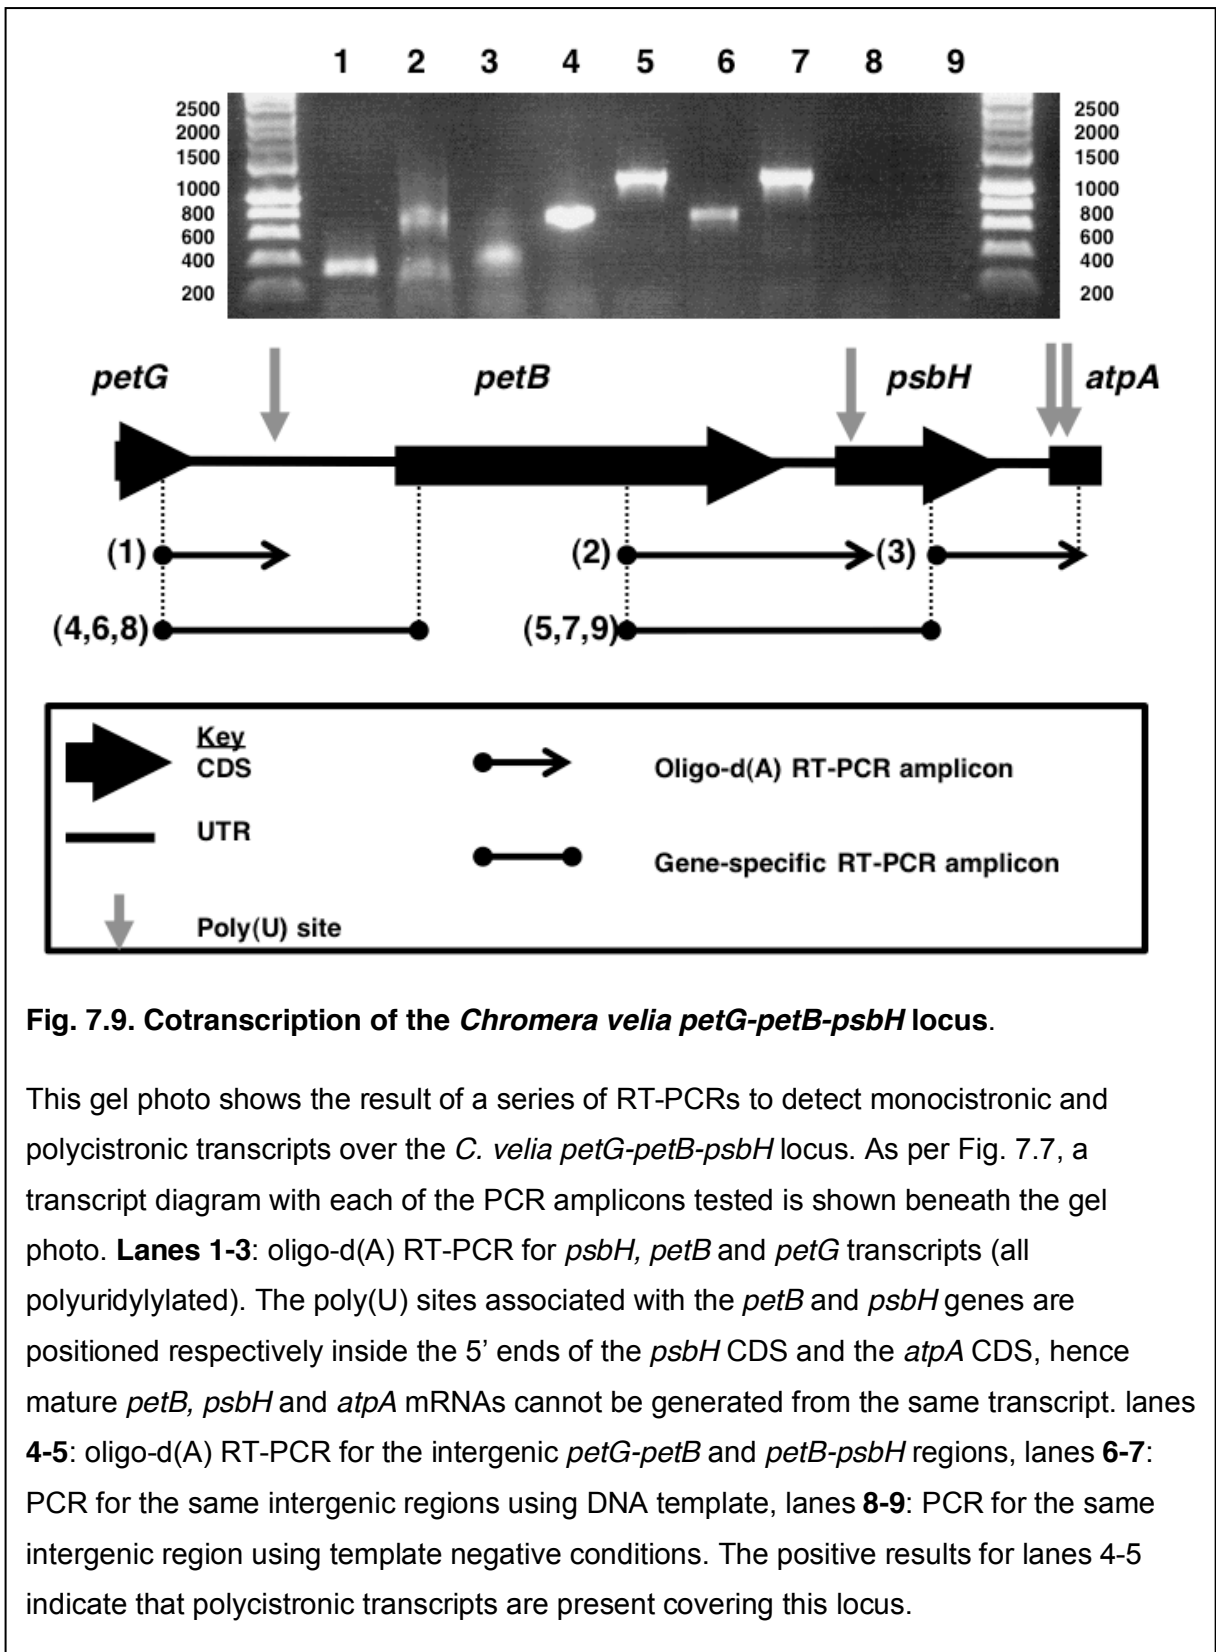 1 2 3 4 5 6 7 8 9
2500 2500
2000 2000
1500 1500
1000 1000
800 800
600 600
400 400
200 200
petG petB psbH atpA
(1) (2) (3)
(4,6,8) (5,7,9)
Key
CDS
Oligo-d(A) RT-PCR amplicon
UTR
Gene-specific RT-PCR amplicon
Poly(U) site
Fig. 7.9. Cotranscription of the Chromera velia petG-petB-psbH locus.
This gel photo shows the result of a series of RT-PCRs to detect monocistronic and
polycistronic transcripts over the C. velia petG-petB-psbH locus. As per Fig. 7.7, a
transcript diagram with each of the PCR amplicons tested is shown beneath the gel
photo. Lanes 1-3: oligo-d(A) RT-PCR for psbH, petB and petG transcripts (all
polyuridylylated). The poly(U) sites associated with the petB and psbH genes are
positioned respectively inside the 5’ ends of the psbH CDS and the atpA CDS, hence
mature petB, psbH and atpA mRNAs cannot be generated from the same transcript. lanes
4-5: oligo-d(A) RT-PCR for the intergenic petG-petB and petB-psbH regions, lanes 6-7:
PCR for the same intergenic regions using DNA template, lanes 8-9: PCR for the same
intergenic region using template negative conditions. The positive results for lanes 4-5
indicate that polycistronic transcripts are present covering this locus.